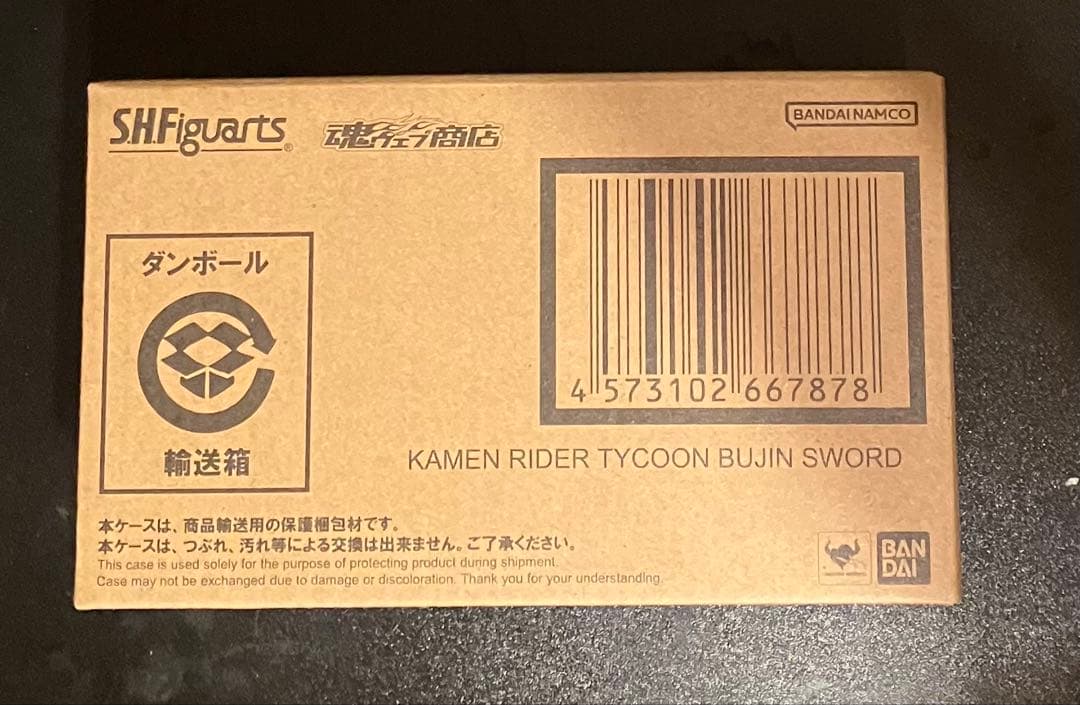 S.H.Figuarts®
魂ウェブ商店
BANDAI NAMCO
ダンボール
輸送箱
4 573102 667878
KAMEN RIDER TYCOON BUJIN SWORD
本ケースは、商品輸送用の保護梱包材です。
本ケースは、つぶれ、汚れ等による交換は出来ません。ご了承ください。
This case is used solely for the purpose of protecting product during shipment.
Case may not be exchanged due to damage or discoloration. Thank you for your understanding.
BAN
DAI